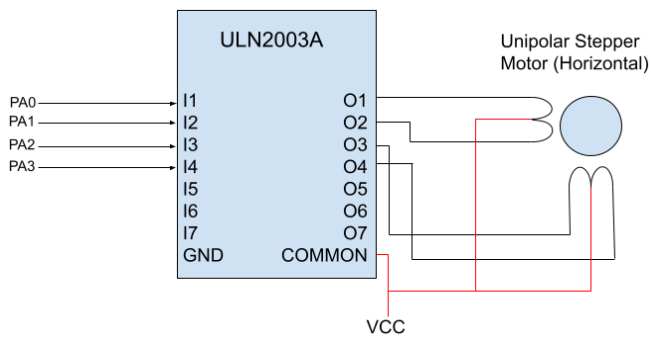 ULN2003A
Unipolar Stepper
Motor (Horizontal)
PA0
I1
O1
PA1
I2
O2
PA2
I3
O3
PA3
I4
O4
I5
O5
I6
O6
I7
O7
GND
COMMON
VCC